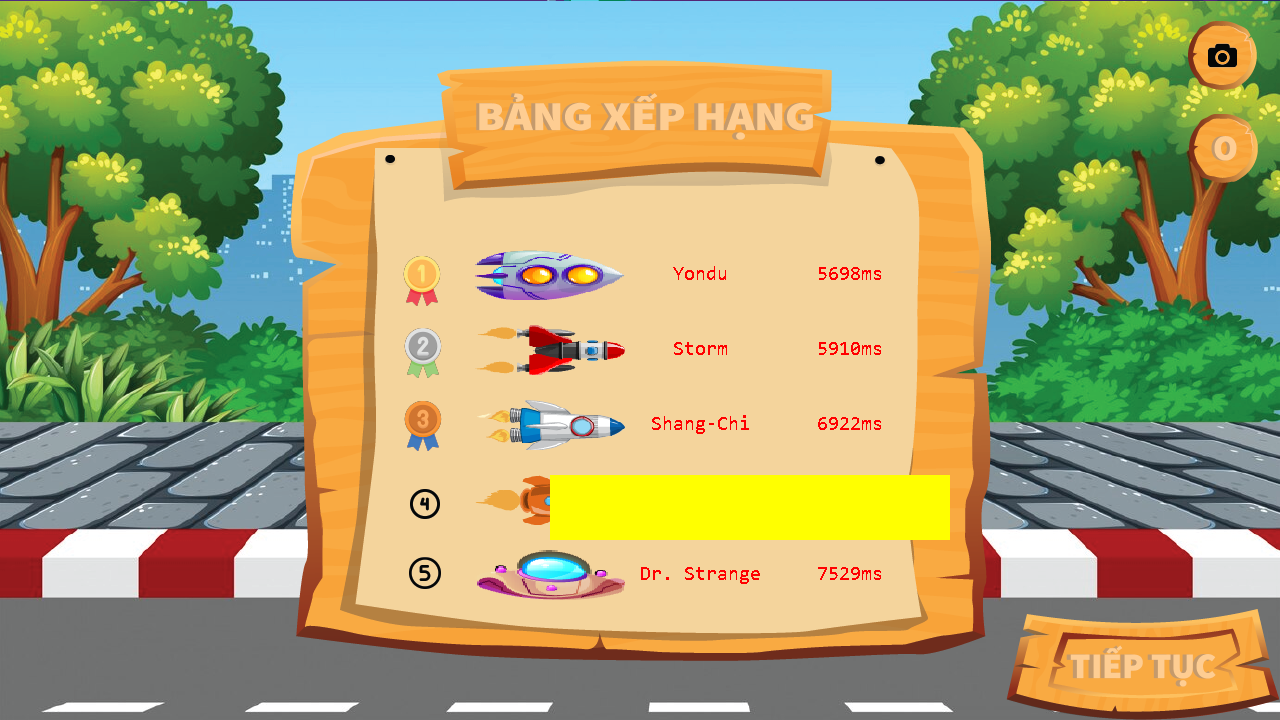 BẢNG XẾP HẠNG
O
1 Yondu 5698ms
2 Storm 5910ms
3 Shang-Chi 6922ms
4
5 Dr. Strange 7529ms
TIẾP TỤC